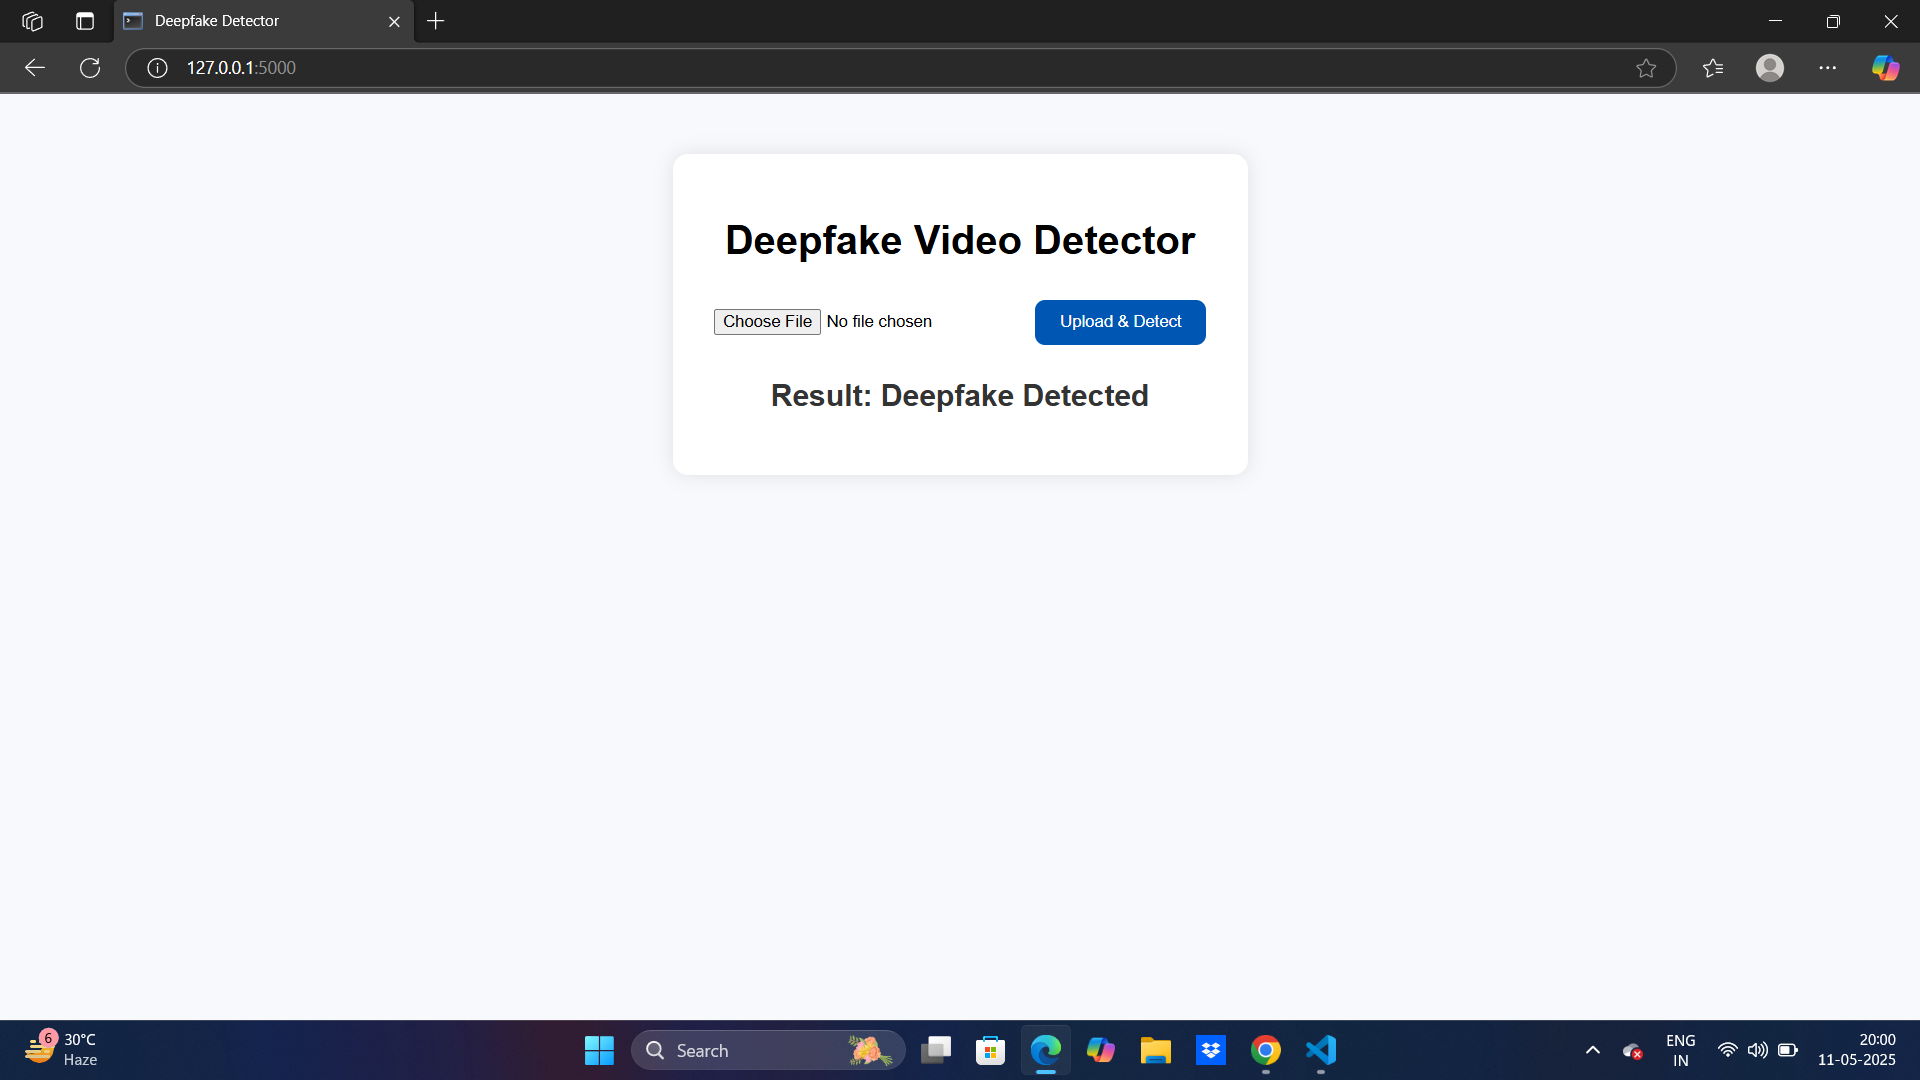 Deepfake Detector
127.0.0.1:5000
Deepfake Video Detector
Choose File No file chosen
Upload & Detect
Result: Deepfake Detected
6
30°C
Haze
Search
ENG
IN
20:00
11-05-2025